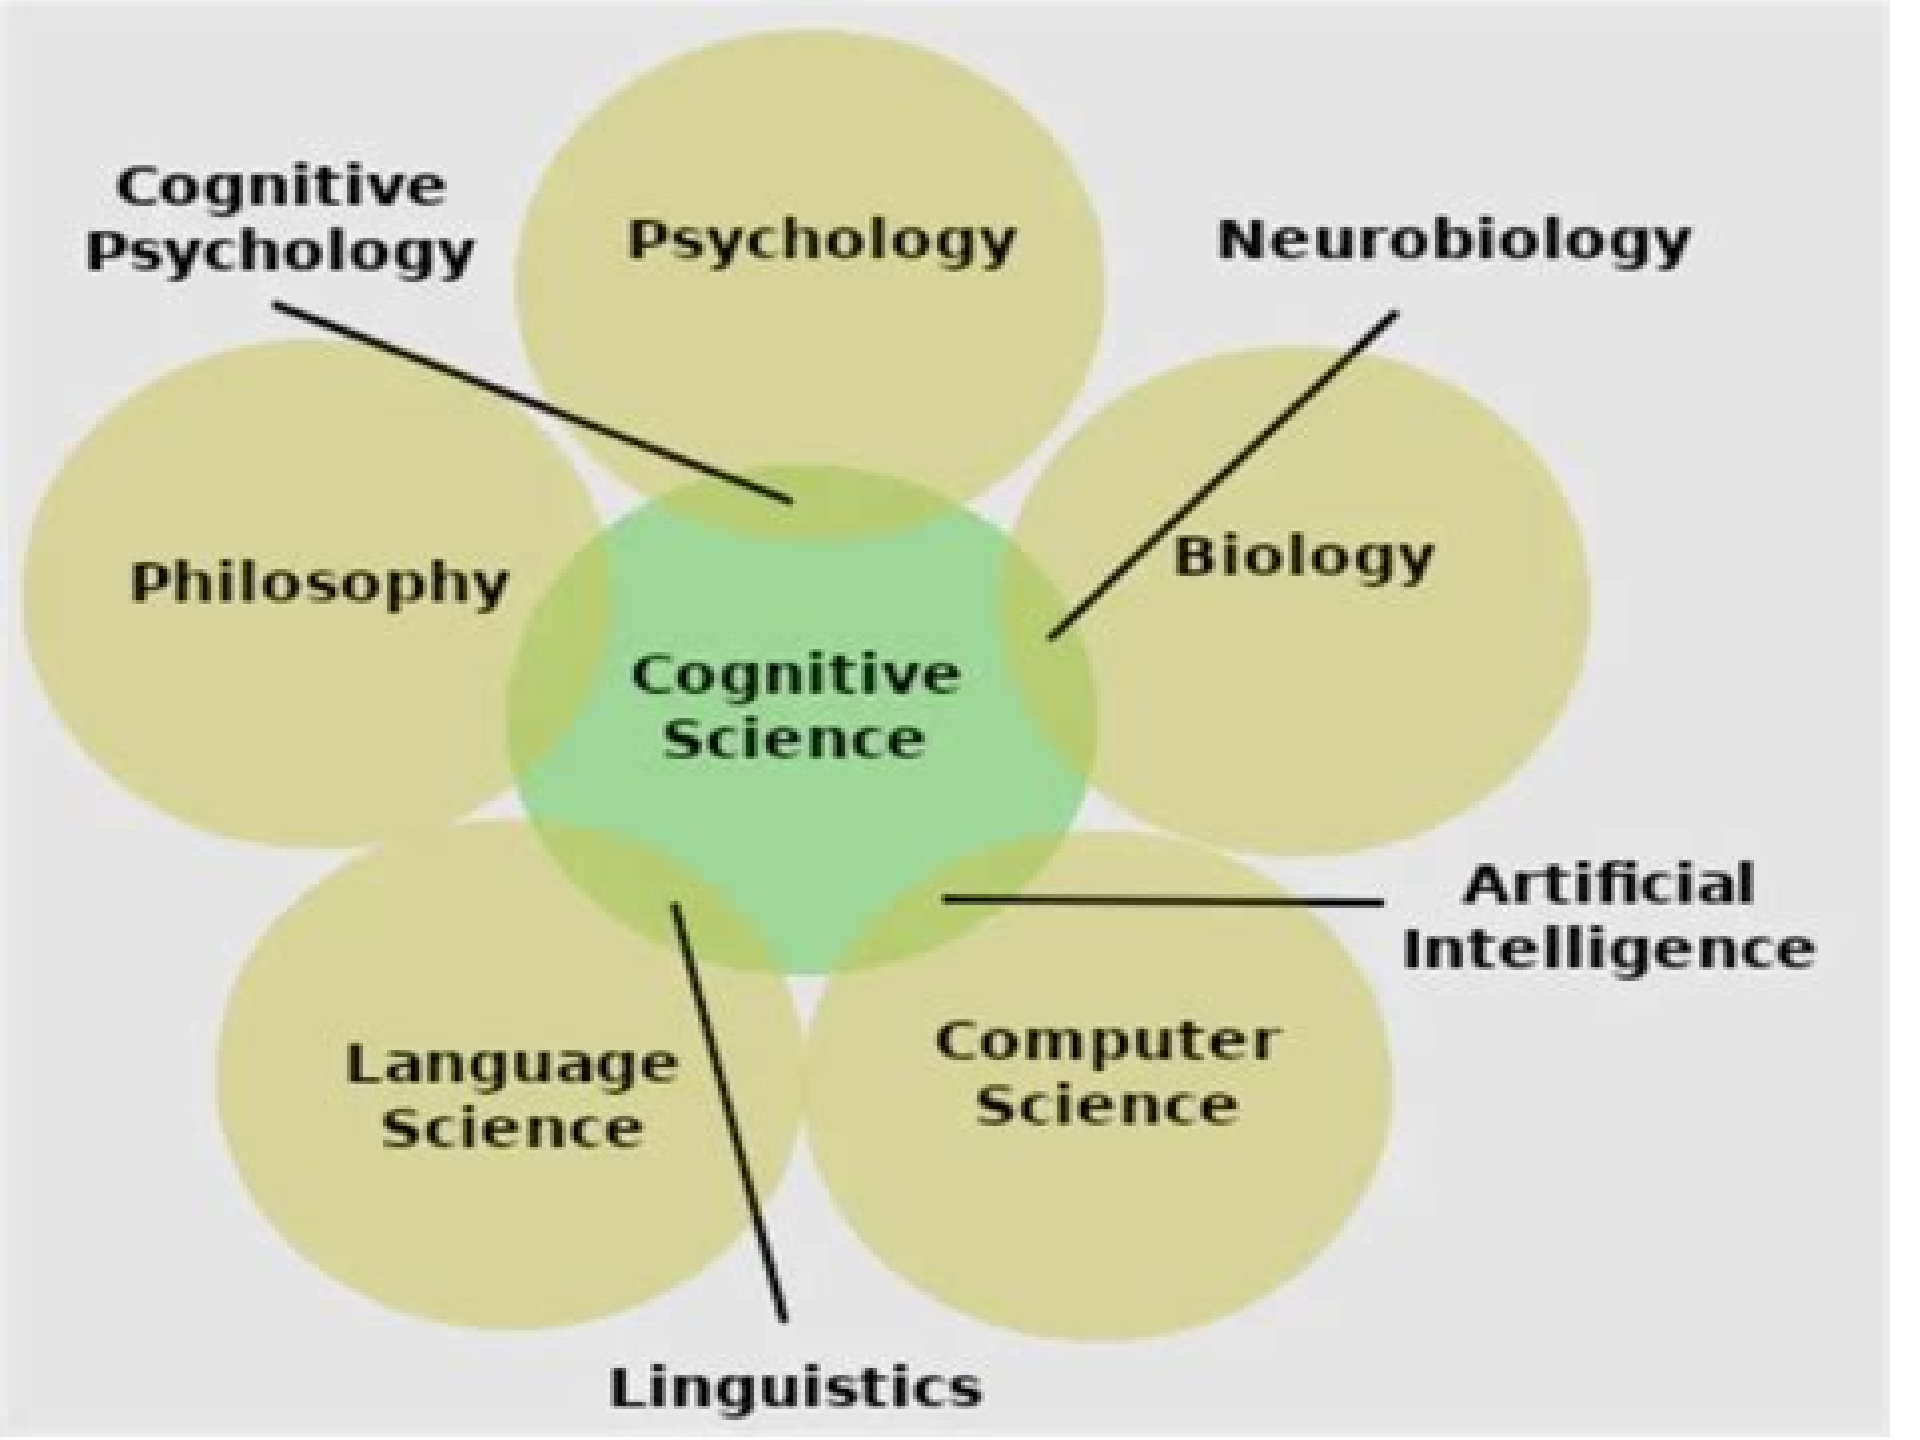 Cognitive
Psychology
Psychology
Neurobiology
Philosophy
Biology
Cognitive
Science
Artificial
Intelligence
Language
Science
Computer
Science
Linguistics